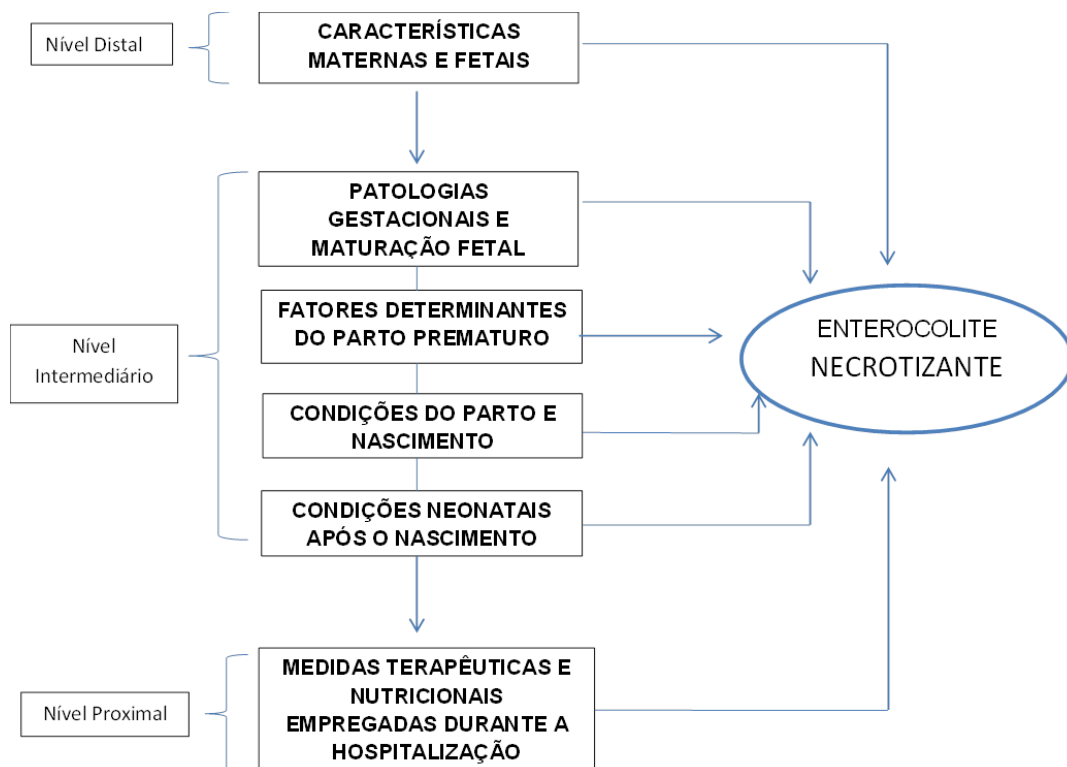 Nível Distal
CARACTERÍSTICAS
MATERNAS E FETAIS
PATOLOGIAS
GESTACIONAIS E
MATURAÇÃO FETAL
FATORES DETERMINANTES
DO PARTO PREMATURO
Nível
Intermediário
CONDIÇÕES DO PARTO E
NASCIMENTO
CONDIÇÕES NEONATAIS
APÓS O NASCIMENTO
ENTEROCOLITE
NECROTIZANTE
Nível Proximal
MEDIDAS TERAPÊUTICAS E
NUTRICIONAIS
EMPREGADAS DURANTE A
HOSPITALIZAÇÃO